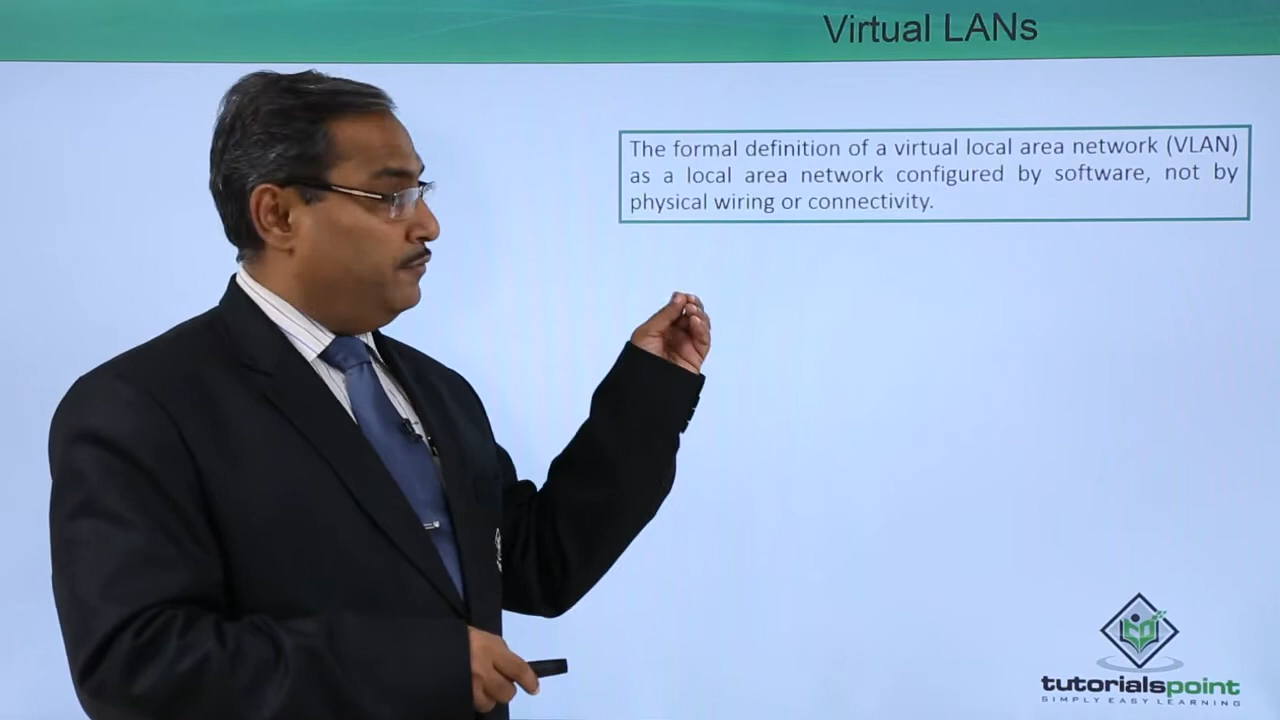 Virtual LANs
The formal definition of a virtual local area network (VLAN)
as a local area network configured by software, not by
physical wiring or connectivity.
tutorialspoint
SIMPLY EASY LEARNING